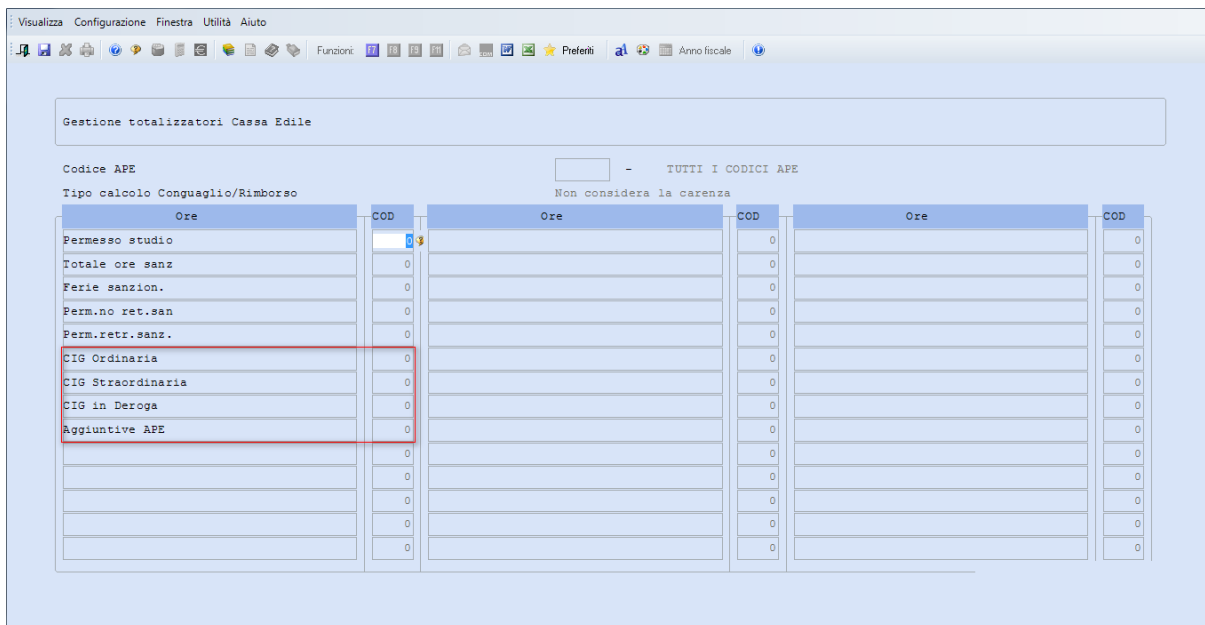 Visualizza Configurazione Finestra Utilità Aiuto
Funzioni: F7 F8 F9 F11 Preferiti Anno fiscale
Gestione totalizzatori Cassa Edile
Codice APE - TUTTI I CODICI APE
Tipo calcolo Conguaglio/Rimborso Non considera la carenza
Ore COD Ore COD Ore COD
Permesso studio 0 0 0
Totale ore sanz 0 0 0
Ferie sanzion. 0 0 0
Perm.no ret.san 0 0 0
Perm.retr.sanz. 0 0 0
CIG Ordinaria 0 0 0
CIG Straordinaria 0 0 0
CIG in Deroga 0 0 0
Aggiuntive APE 0 0 0
0 0 0
0 0 0
0 0 0
0 0 0
0 0 0